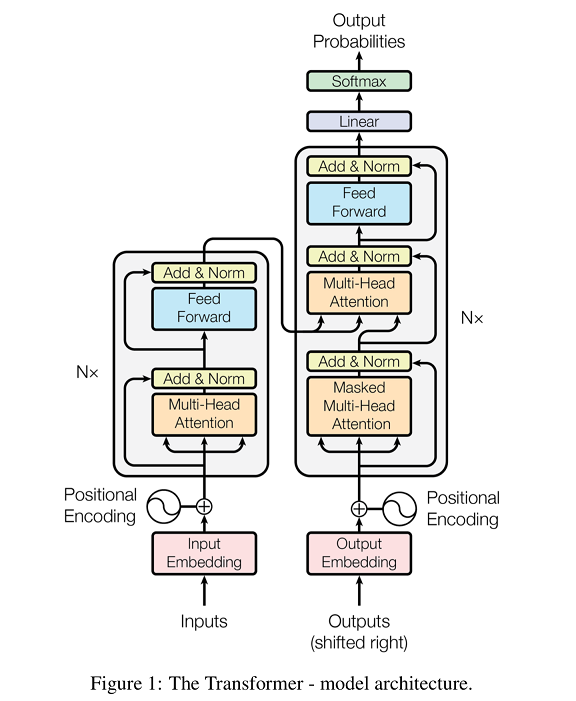 Output
Probabilities
Softmax
Linear
Add & Norm
Feed
Forward
Add & Norm
Multi-Head
Attention
Add & Norm
Masked
Multi-Head
Attention
N×
Add & Norm
Feed
Forward
Add & Norm
Multi-Head
Attention
N×
Positional
Encoding
Positional
Encoding
Input
Embedding
Output
Embedding
Inputs
Outputs
(shifted right)
Figure 1: The Transformer - model architecture.